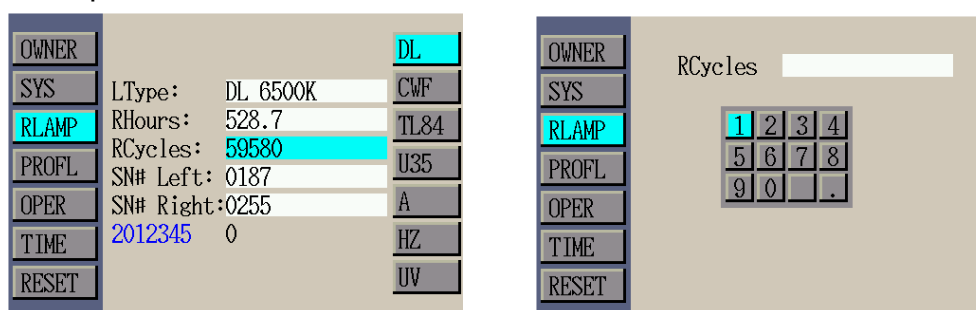 OWNER
SYS
RLAMP
PROFL
OPER
TIME
RESET
LType: DL 6500K
RHours: 528.7
RCycles: 59580
SN# Left: 0187
SN# Right: 0255
2012345 0
DL
CWF
TL84
U35
A
HZ
UV
OWNER
SYS
RLAMP
PROFL
OPER
TIME
RESET
RCycles
1 2 3 4
5 6 7 8
9 0 .